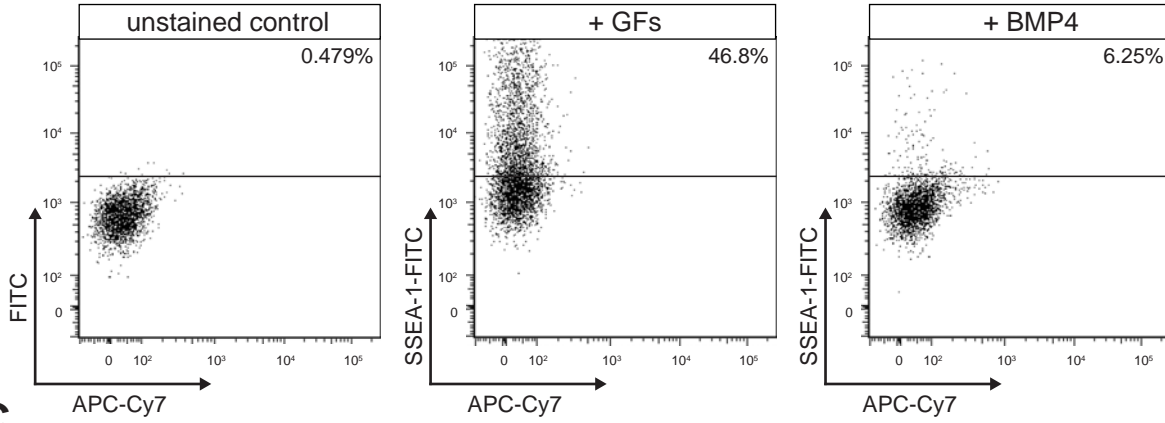 unstained control
0.479%
10⁵
10⁴
10³
10²
0
FITC
0 10² 10³ 10⁴ 10⁵
APC-Cy7
+ GFs
46.8%
10⁵
10⁴
10³
10²
0
SSEA-1-FITC
0 10² 10³ 10⁴ 10⁵
APC-Cy7
+ BMP4
6.25%
10⁵
10⁴
10³
10²
0
SSEA-1-FITC
0 10² 10³ 10⁴ 10⁵
APC-Cy7